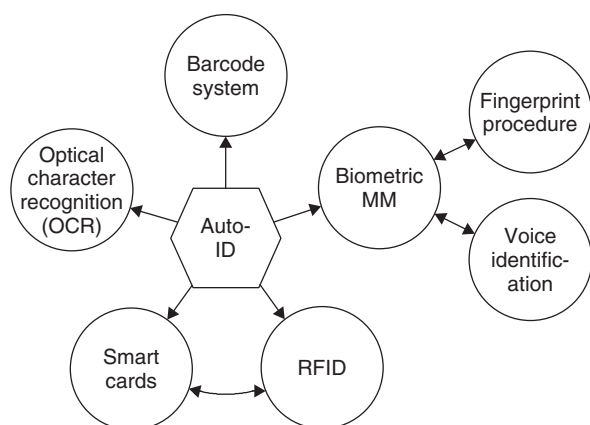 Barcode
system
Fingerprint
procedure
Optical
character
recognition
(OCR)
Biometric
MM
Auto-
ID
Voice
identific-
ation
Smart
cards
RFID